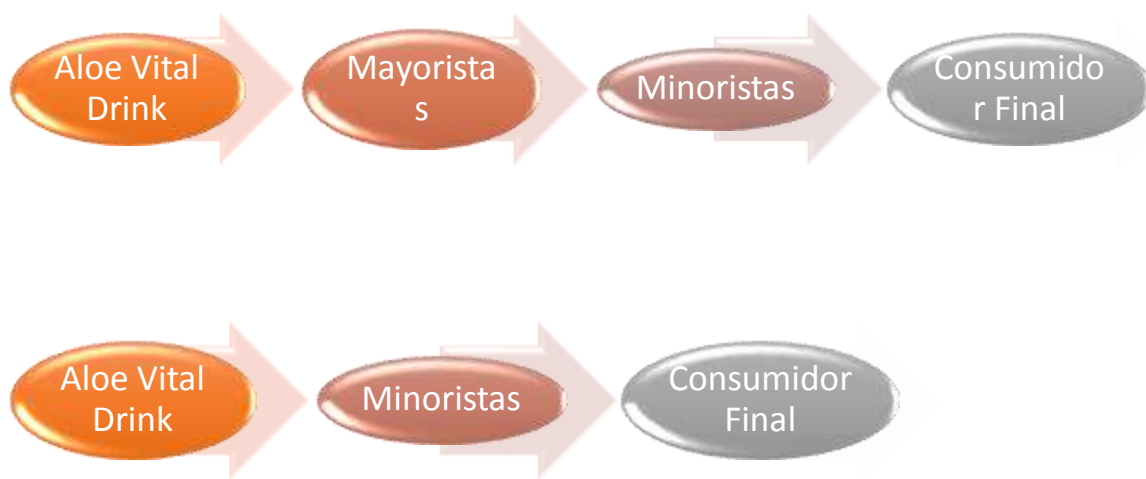 Aloe Vital
Drink
Mayorista
s
Minoristas
Consumido
r Final
Aloe Vital
Drink
Minoristas
Consumidor
Final